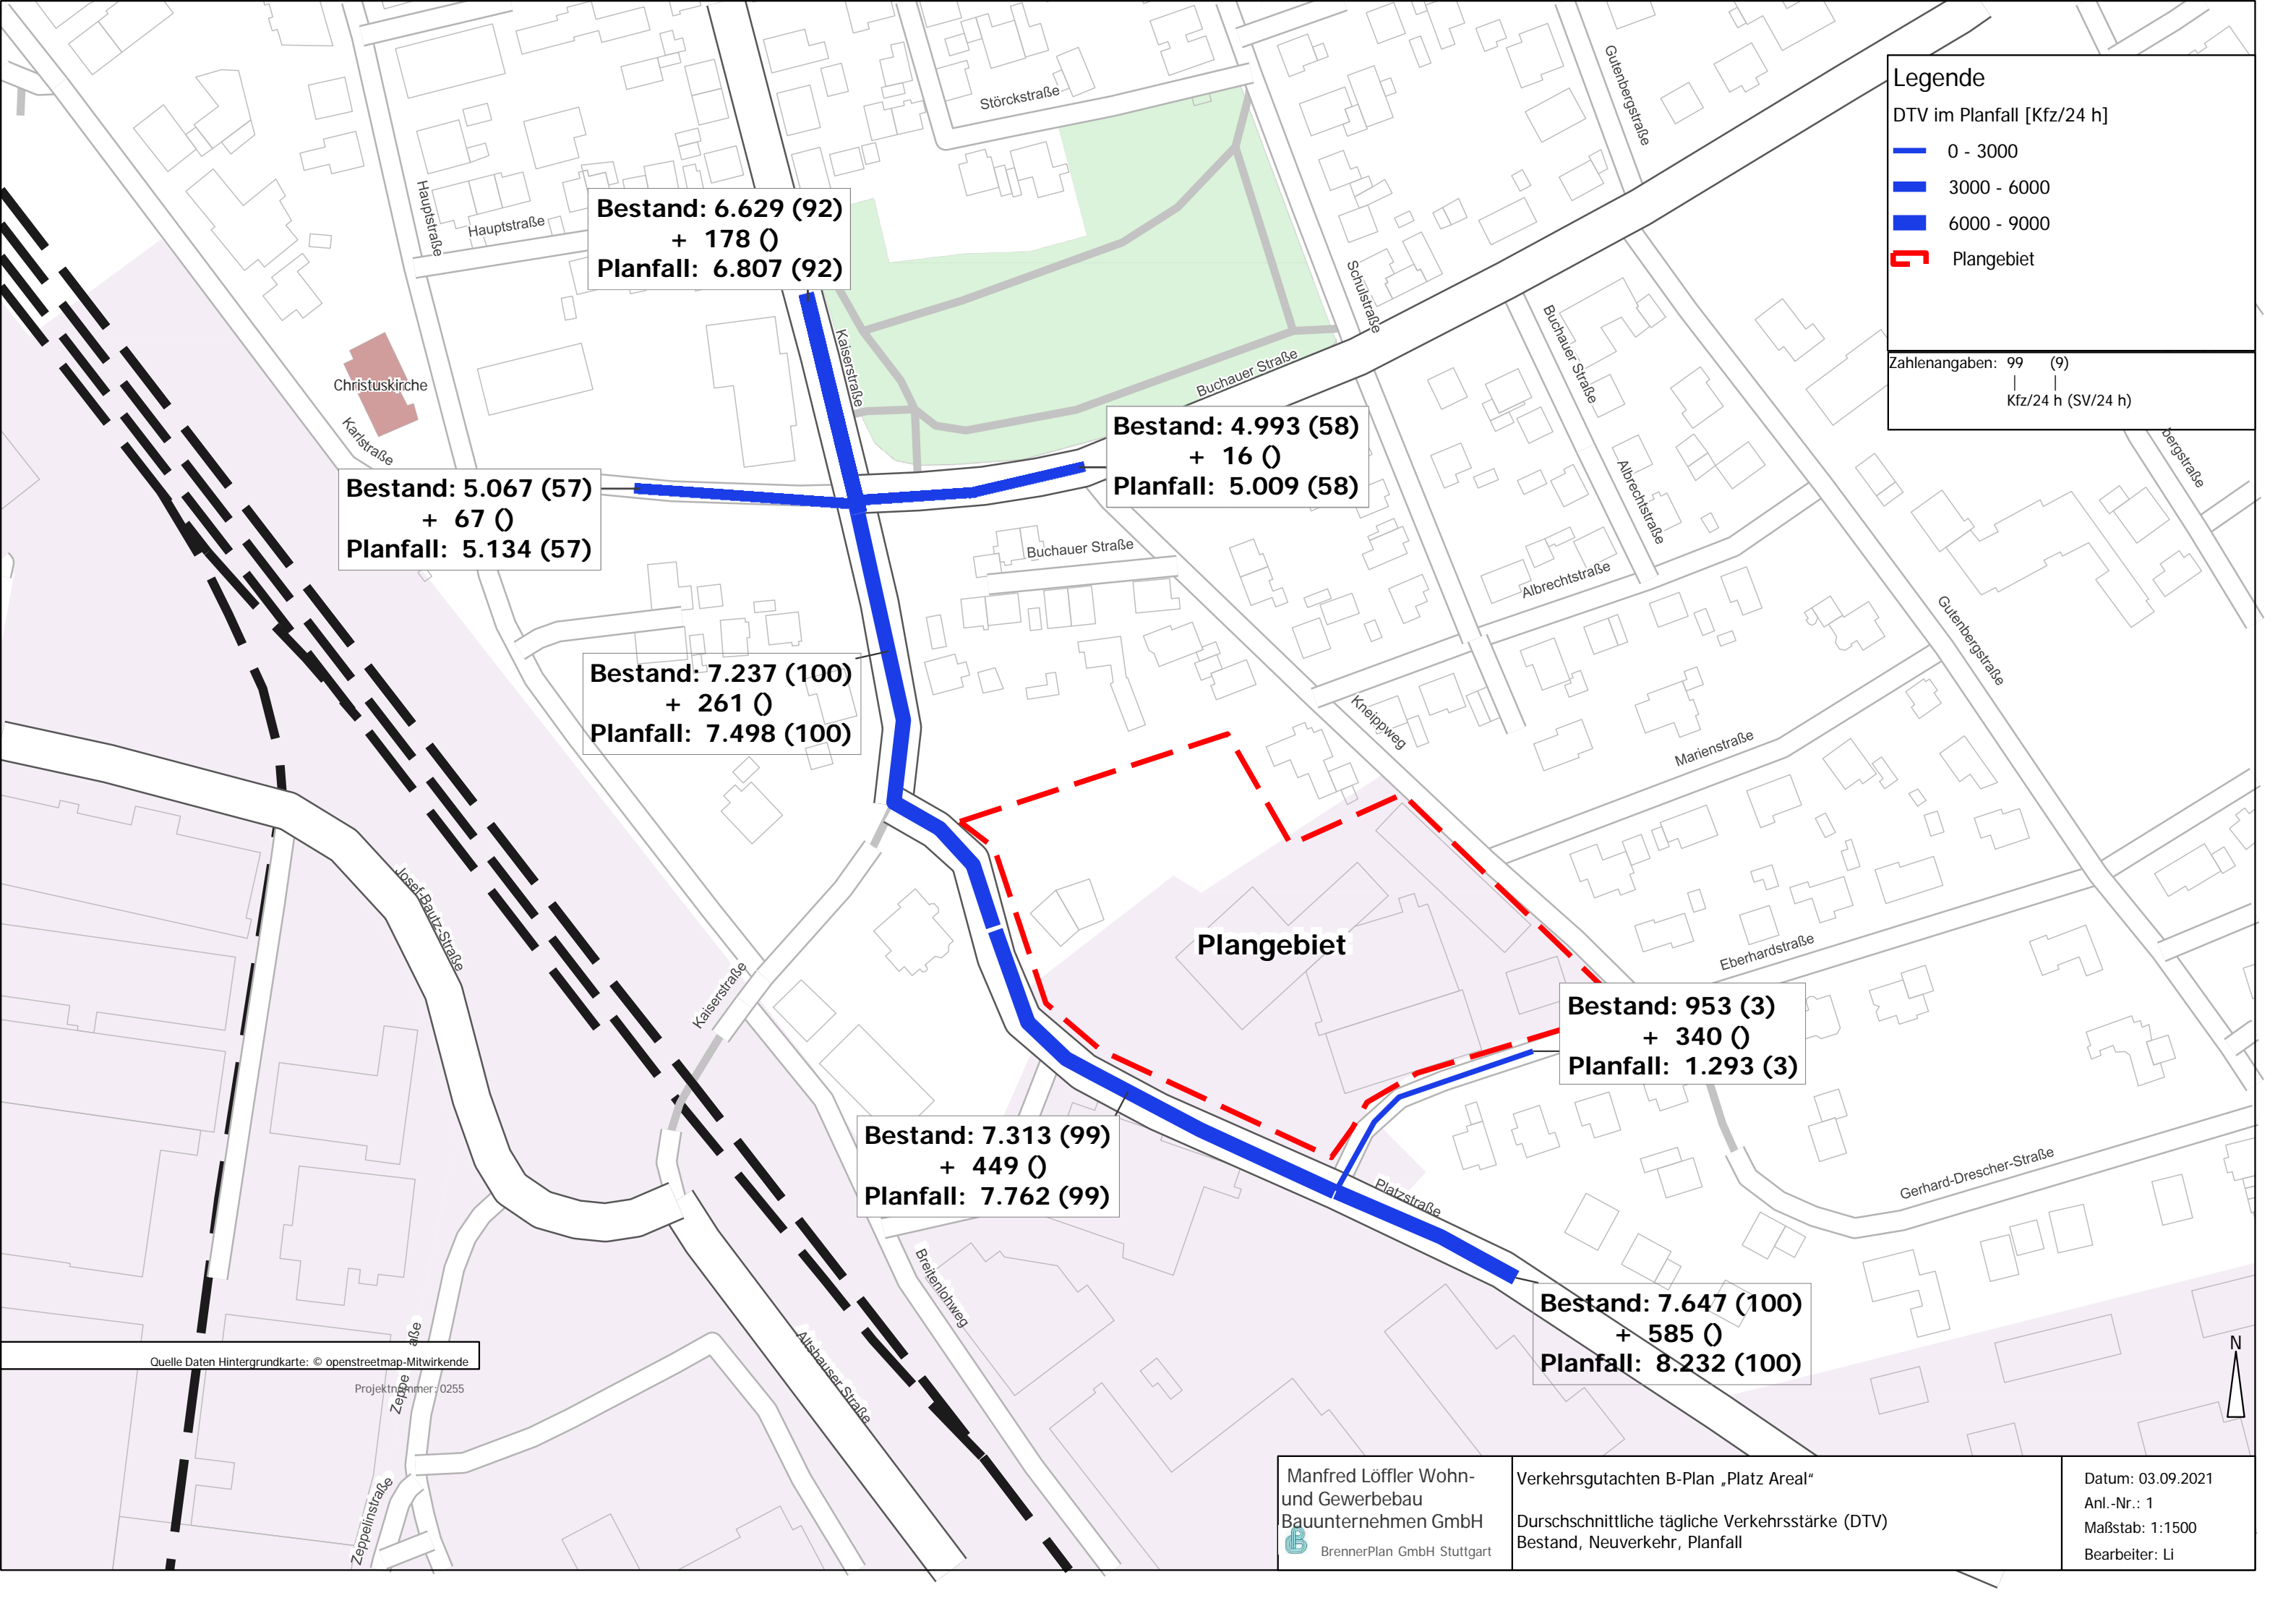 Legende
DTV im Planfall [Kfz/24 h]
0 - 3000
3000 - 6000
6000 - 9000
Plangebiet
Zahlenangaben: 99 (9)
Kfz/24 h (SV/24 h)
Störckstraße
Gutenbergstraße
Hauptstraße
Hauptstraße
Bestand: 6.629 (92)
+ 178 ()
Planfall: 6.807 (92)
Schulstraße
Kaiserstraße
Buchauer Straße
Buchauer Straße
Christuskirche
Karlstraße
Bestand: 4.993 (58)
+ 16 ()
Planfall: 5.009 (58)
bergstraße
Bestand: 5.067 (57)
+ 67 ()
Planfall: 5.134 (57)
Albrechtstraße
Buchauer Straße
Albrechtstraße
Gutenbergstraße
Bestand: 7.237 (100)
+ 261 ()
Planfall: 7.498 (100)
Kneippweg
Marienstraße
Josef-Bautz-Straße
Plangebiet
Eberhardstraße
Kaiserstraße
Bestand: 953 (3)
+ 340 ()
Planfall: 1.293 (3)
Bestand: 7.313 (99)
+ 449 ()
Planfall: 7.762 (99)
Platzstraße
Gerhard-Drescher-Straße
Breitenlohweg
Bestand: 7.647 (100)
+ 585 ()
Planfall: 8.232 (100)
N
Altshauser Straße
Quelle Daten Hintergrundkarte: © openstreetmap-Mitwirkende
Projektnummer: 0255
Zeppe aße
Zeppelinstraße
Manfred Löffler Wohn-
und Gewerbebau
Bauunternehmen GmbH
BrennerPlan GmbH Stuttgart
Verkehrsgutachten B-Plan „Platz Areal“
Durschschnittliche tägliche Verkehrsstärke (DTV)
Bestand, Neuverkehr, Planfall
Datum: 03.09.2021
Anl.-Nr.: 1
Maßstab: 1:1500
Bearbeiter: Li